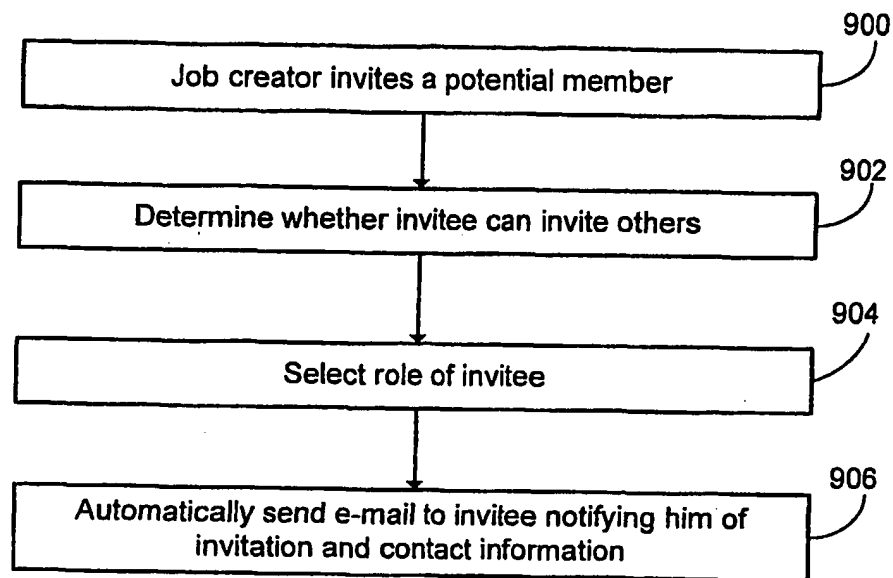 900
Job creator invites a potential member
902
Determine whether invitee can invite others
904
Select role of invitee
906
Automatically send e-mail to invitee notifying him of
invitation and contact information